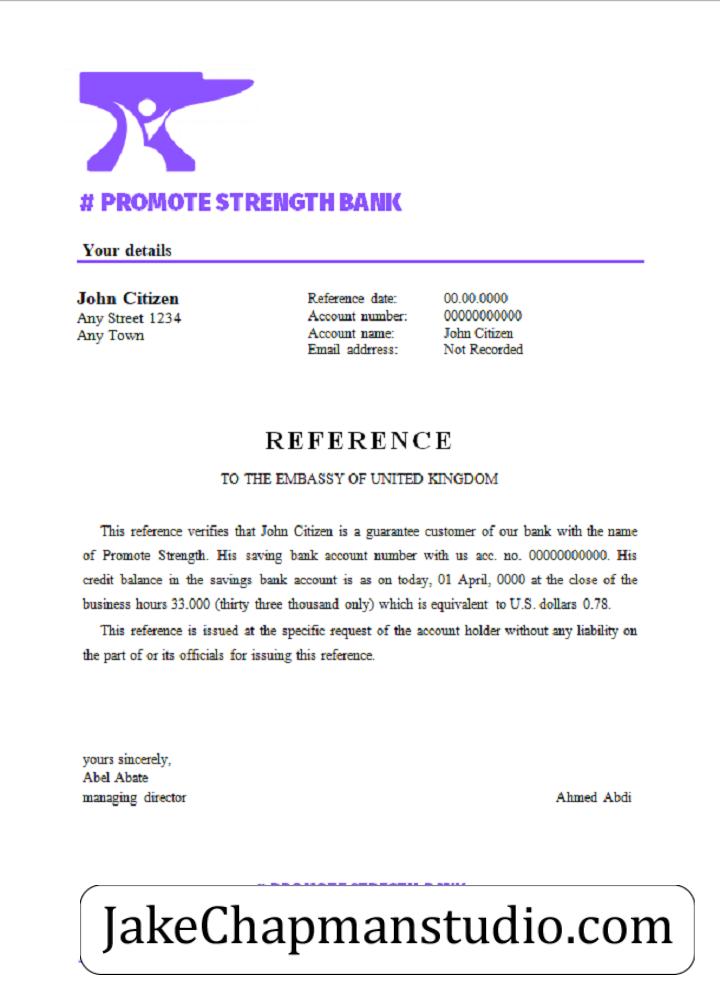 # PROMOTE STRENGTH BANK
Your details
John Citizen
Any Street 1234
Any Town
Reference date: 00.00.0000
Account number: 00000000000
Account name: John Citizen
Email addrress: Not Recorded
REFERENCE
TO THE EMBASSY OF UNITED KINGDOM
This reference verifies that John Citizen is a guarantee customer of our bank with the name
of Promote Strength. His saving bank account number with us acc. no. 00000000000. His
credit balance in the savings bank account is as on today, 01 April, 0000 at the close of the
business hours 33.000 (thirty three thousand only) which is equivalent to U.S. dollars 0.78.
This reference is issued at the specific request of the account holder without any liability on
the part of or its officials for issuing this reference.
yours sincerely,
Abel Abate
managing director
Ahmed Abdi
JakeChapmanstudio.com